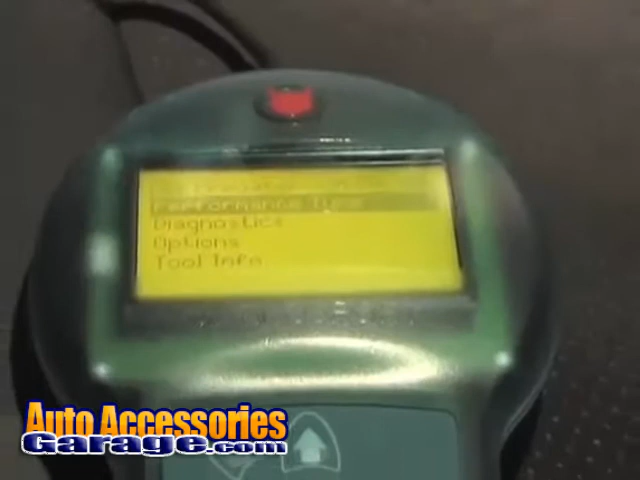 Performance Tune
Diagnostics
Options
Tool Info
Auto Accessories
Garage.com